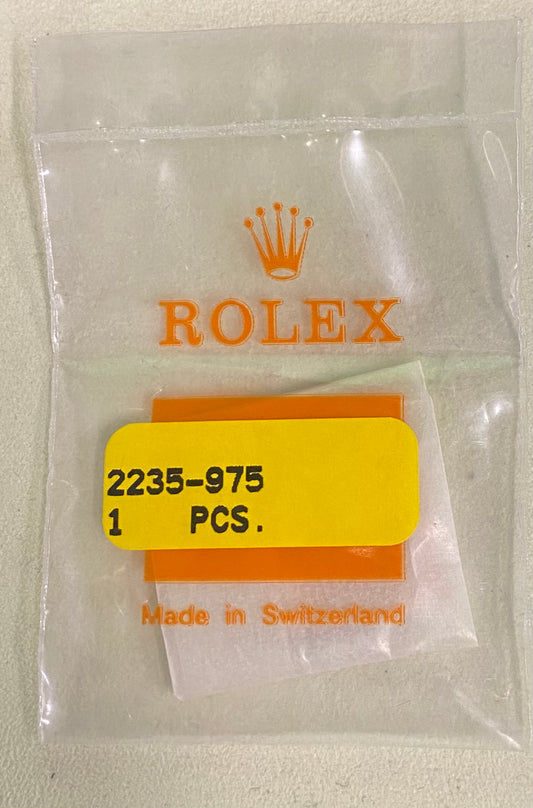 ROLEX
2235-975
1 PCS.
Made in Switzerland